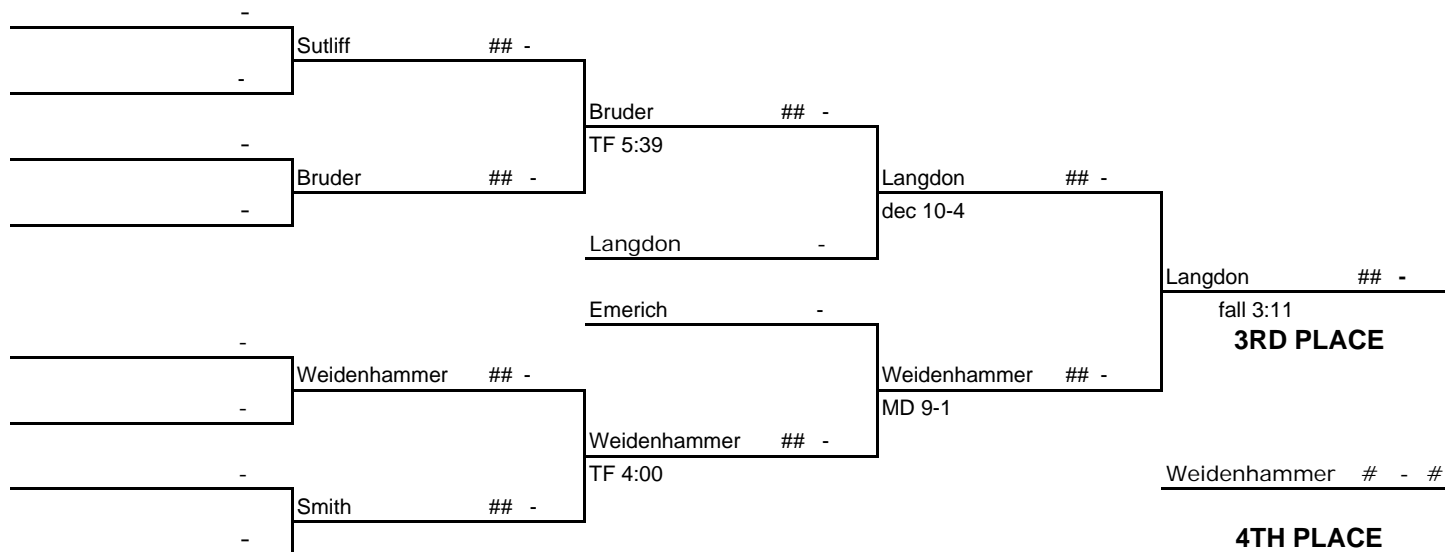 -
Sutliff ## -
-
Bruder ## -
TF 5:39
-
Bruder ## -
Langdon ## -
dec 10-4
-
Langdon -
Langdon ## -
fall 3:11
3RD PLACE
Emerich -
-
Weidenhammer ## -
Weidenhammer ## -
MD 9-1
-
Weidenhammer ## -
TF 4:00
-
Weidenhammer # - #
Smith ## -
4TH PLACE
-